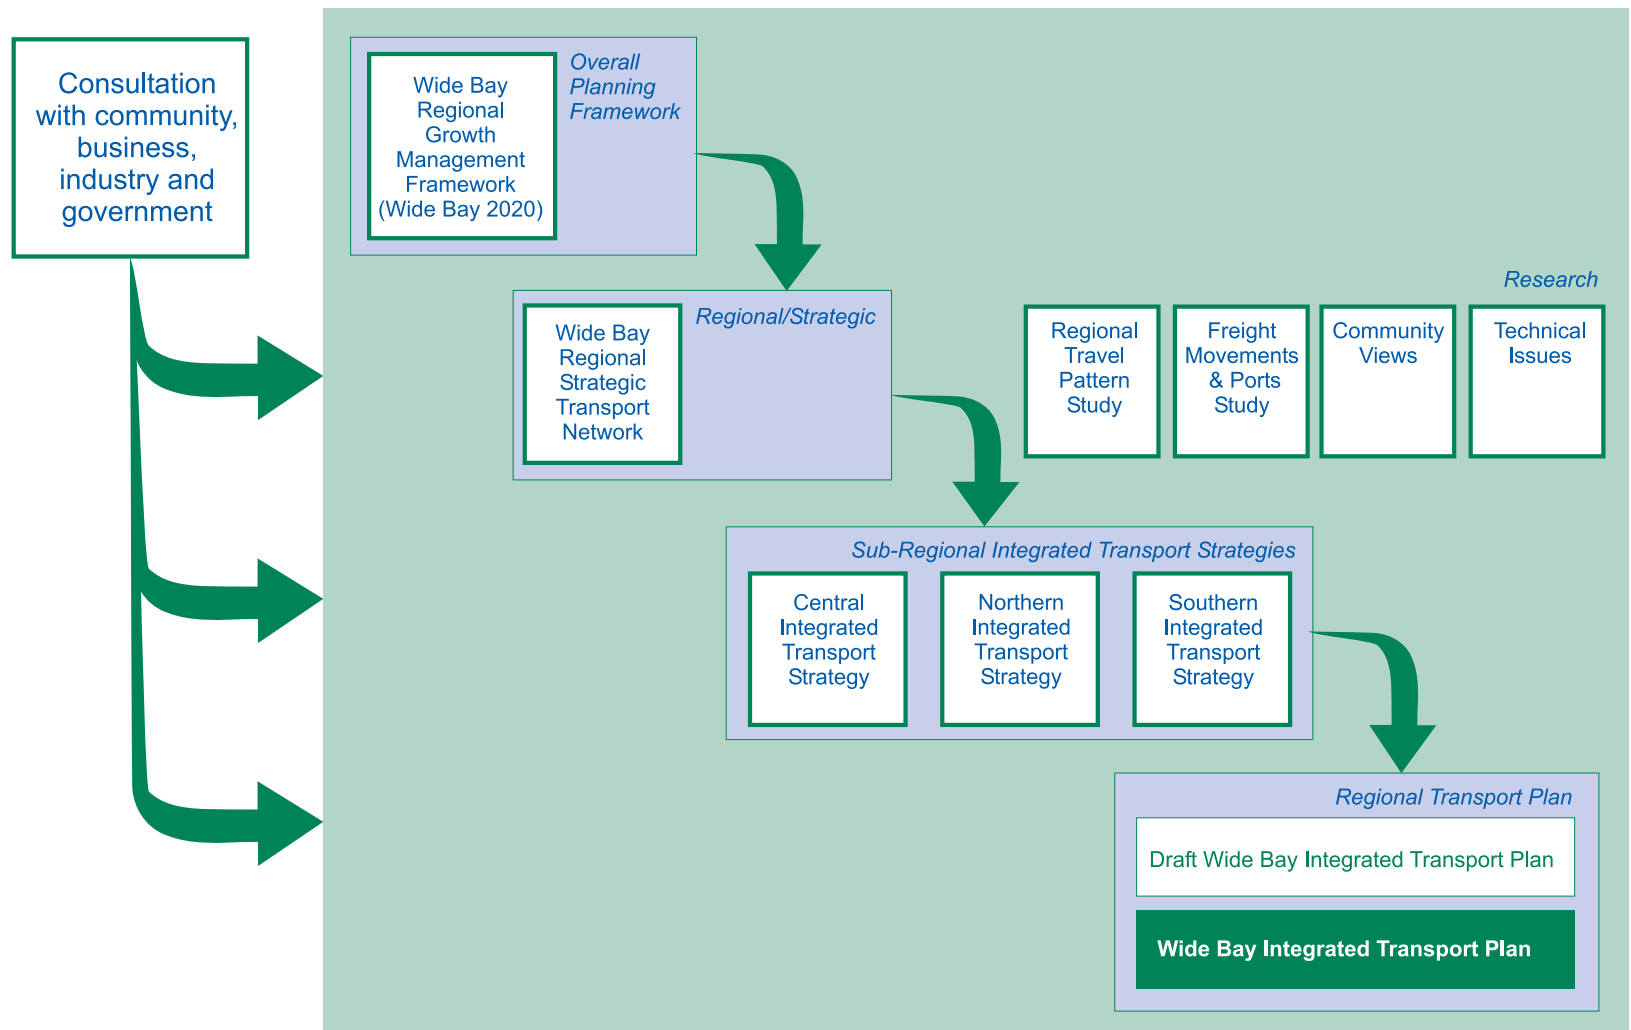 Consultation
with community,
business,
industry and
government
Wide Bay
Regional
Growth
Management
Framework
(Wide Bay 2020)
Overall
Planning
Framework
Wide Bay
Regional
Strategic
Transport
Network
Regional/Strategic
Research
Regional
Travel
Pattern
Study
Freight
Movements
& Ports
Study
Community
Views
Technical
Issues
Sub-Regional Integrated Transport Strategies
Central
Integrated
Transport
Strategy
Northern
Integrated
Transport
Strategy
Southern
Integrated
Transport
Strategy
Regional Transport Plan
Draft Wide Bay Integrated Transport Plan
Wide Bay Integrated Transport Plan